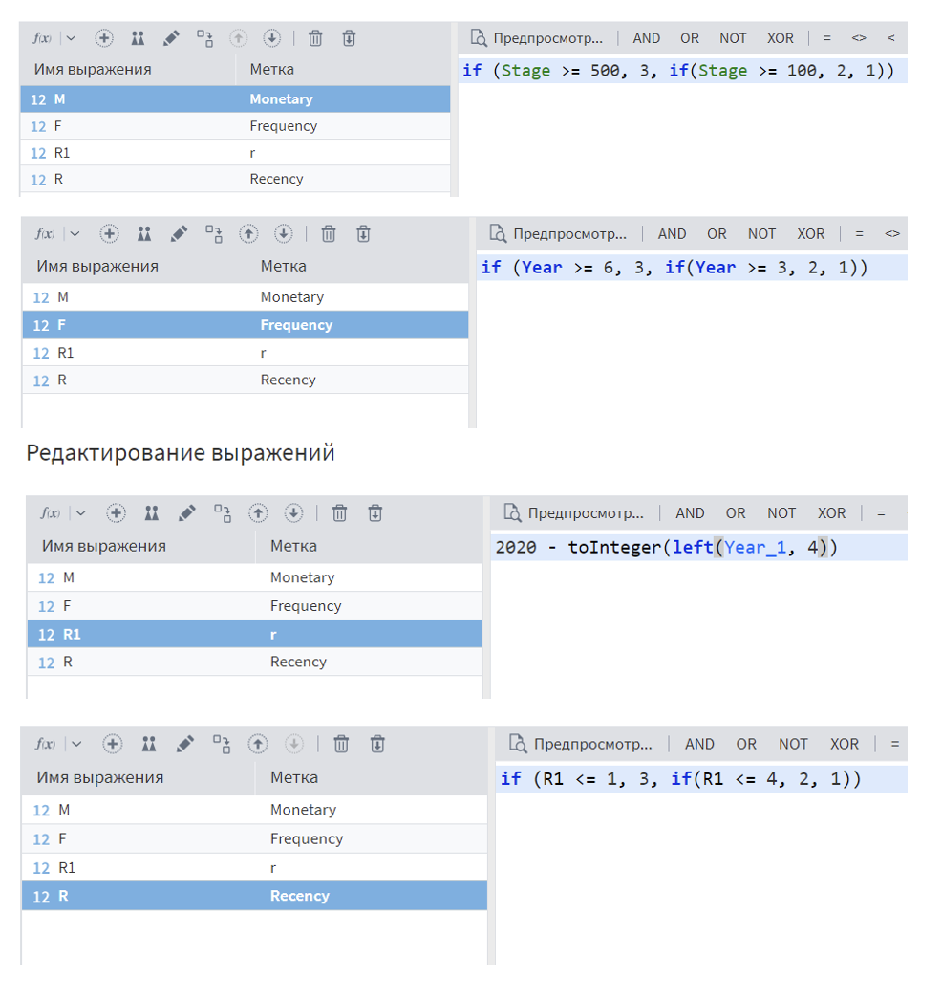 f(x) Предпросмотр... AND OR NOT XOR = <> <
Имя выражения Метка
if (Stage >= 500, 3, if(Stage >= 100, 2, 1))
12 M Monetary
12 F Frequency
12 R1 r
12 R Recency
f(x) Предпросмотр... AND OR NOT XOR = <>
Имя выражения Метка
if (Year >= 6, 3, if(Year >= 3, 2, 1))
12 M Monetary
12 F Frequency
12 R1 r
12 R Recency
Редактирование выражений
f(x) Предпросмотр... AND OR NOT XOR =
Имя выражения Метка
2020 - toInteger(left(Year_1, 4))
12 M Monetary
12 F Frequency
12 R1 r
12 R Recency
f(x) Предпросмотр... AND OR NOT XOR =
Имя выражения Метка
if (R1 <= 1, 3, if(R1 <= 4, 2, 1))
12 M Monetary
12 F Frequency
12 R1 r
12 R Recency